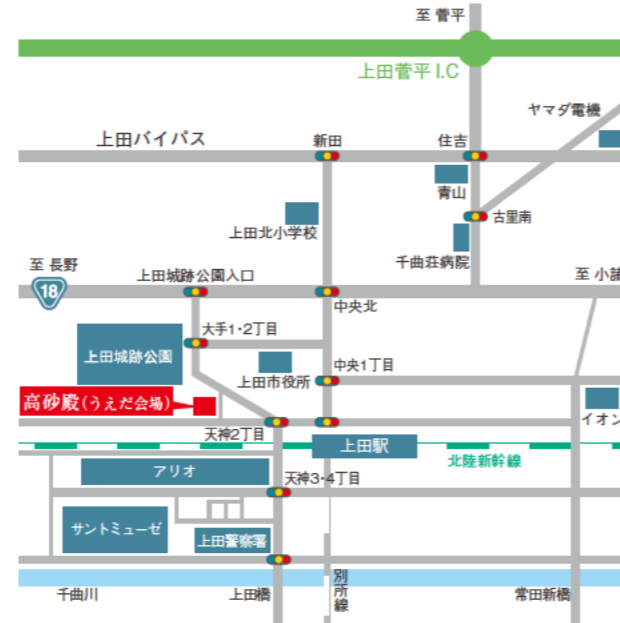 至 菅平
上田菅平 I.C
ヤマダ電機
上田バイパス
新田
住吉
青山
上田北小学校
古里南
千曲荘病院
至 長野
上田城跡公園入口
至 小諸
18
中央北
大手1・2丁目
上田城跡公園
中央1丁目
上田市役所
高砂殿(うえだ会場)
イオン
天神2丁目
上田駅
北陸新幹線
アリオ
天神3・4丁目
サントミューゼ
上田警察署
千曲川
上田橋
別所線
常田新橋